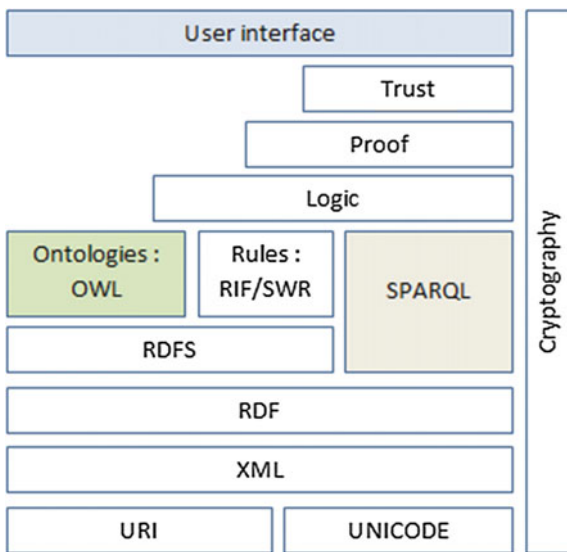 User interface
Trust
Proof
Logic
Ontologies :
OWL
Rules :
RIF/SWR
SPARQL
RDFS
RDF
XML
URI
UNICODE
Cryptography